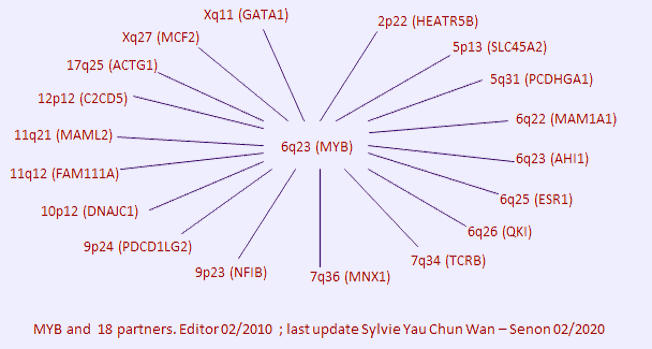 Xq11 (GATA1)
2p22 (HEATR5B)
Xq27 (MCF2)
5p13 (SLC45A2)
17q25 (ACTG1)
5q31 (PCDHGA1)
12p12 (C2CD5)
6q22 (MAM1A1)
11q21 (MAML2)
6q23 (MYB)
6q23 (AHI1)
11q12 (FAM111A)
6q25 (ESR1)
10p12 (DNAJC1)
6q26 (QKI)
9p24 (PDCD1LG2)
7q34 (TCRB)
9p23 (NFIB)
7q36 (MNX1)
MYB and 18 partners. Editor 02/2010 ; last update Sylvie Yau Chun Wan – Senon 02/2020